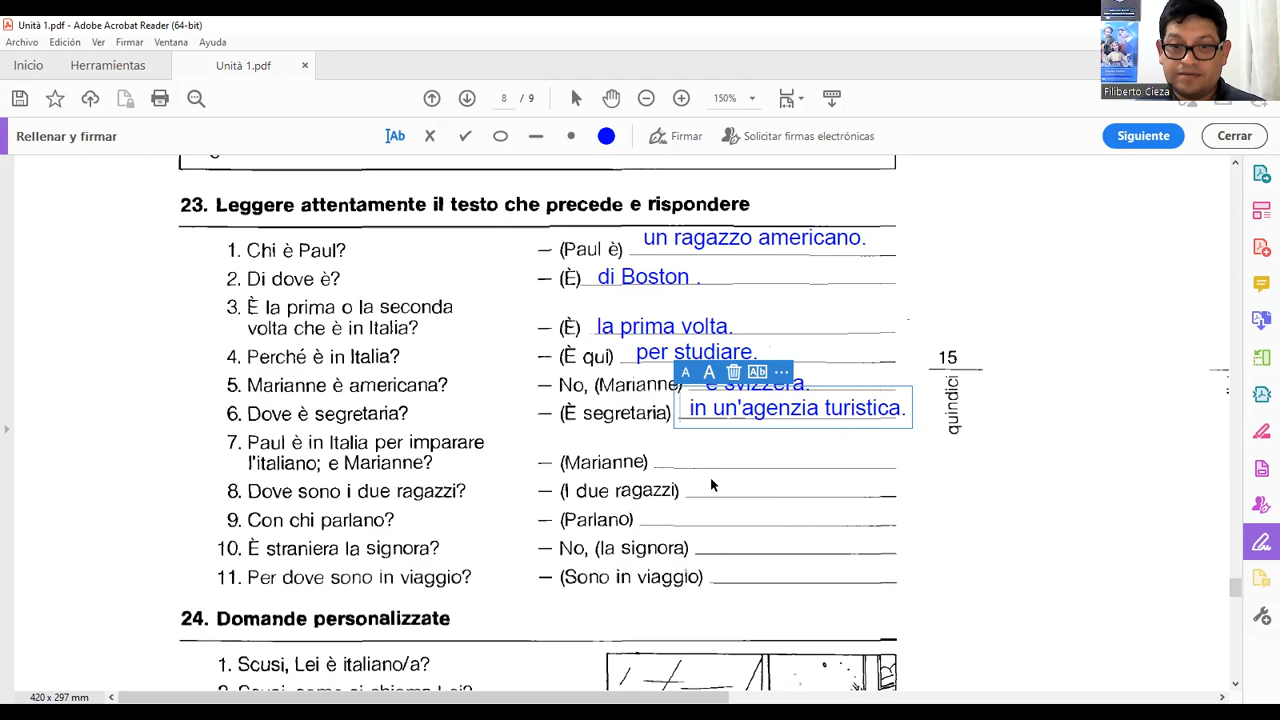 Unità 1.pdf - Adobe Acrobat Reader (64-bit)
Archivo Edición Ver Firmar Ventana Ayuda
Inicio Herramientas Unità 1.pdf ×
8 / 9 150%
Filiberto Cieza
Rellenar y firmar Ab Firmar Solicitar firmas electrónicas Siguiente Cerrar
23. Leggere attentamente il testo che precede e rispondere
1. Chi è Paul? — (Paul è) un ragazzo americano.
2. Di dove è? — (È) di Boston .
3. È la prima o la seconda
volta che è in Italia? — (È) la prima volta.
4. Perché è in Italia? — (È qui) per studiare.
A A Ab ...
5. Marianne è americana? — No, (Marianne) è svizzera.
6. Dove è segretaria? — (È segretaria) in un'agenzia turistica.
7. Paul è in Italia per imparare
l'italiano; e Marianne? — (Marianne)
8. Dove sono i due ragazzi? — (I due ragazzi)
9. Con chi parlano? — (Parlano)
10. È straniera la signora? — No, (la signora)
11. Per dove sono in viaggio? — (Sono in viaggio)
15
quindici
24. Domande personalizzate
1. Scusi, Lei è italiano/a?
420 x 297 mm